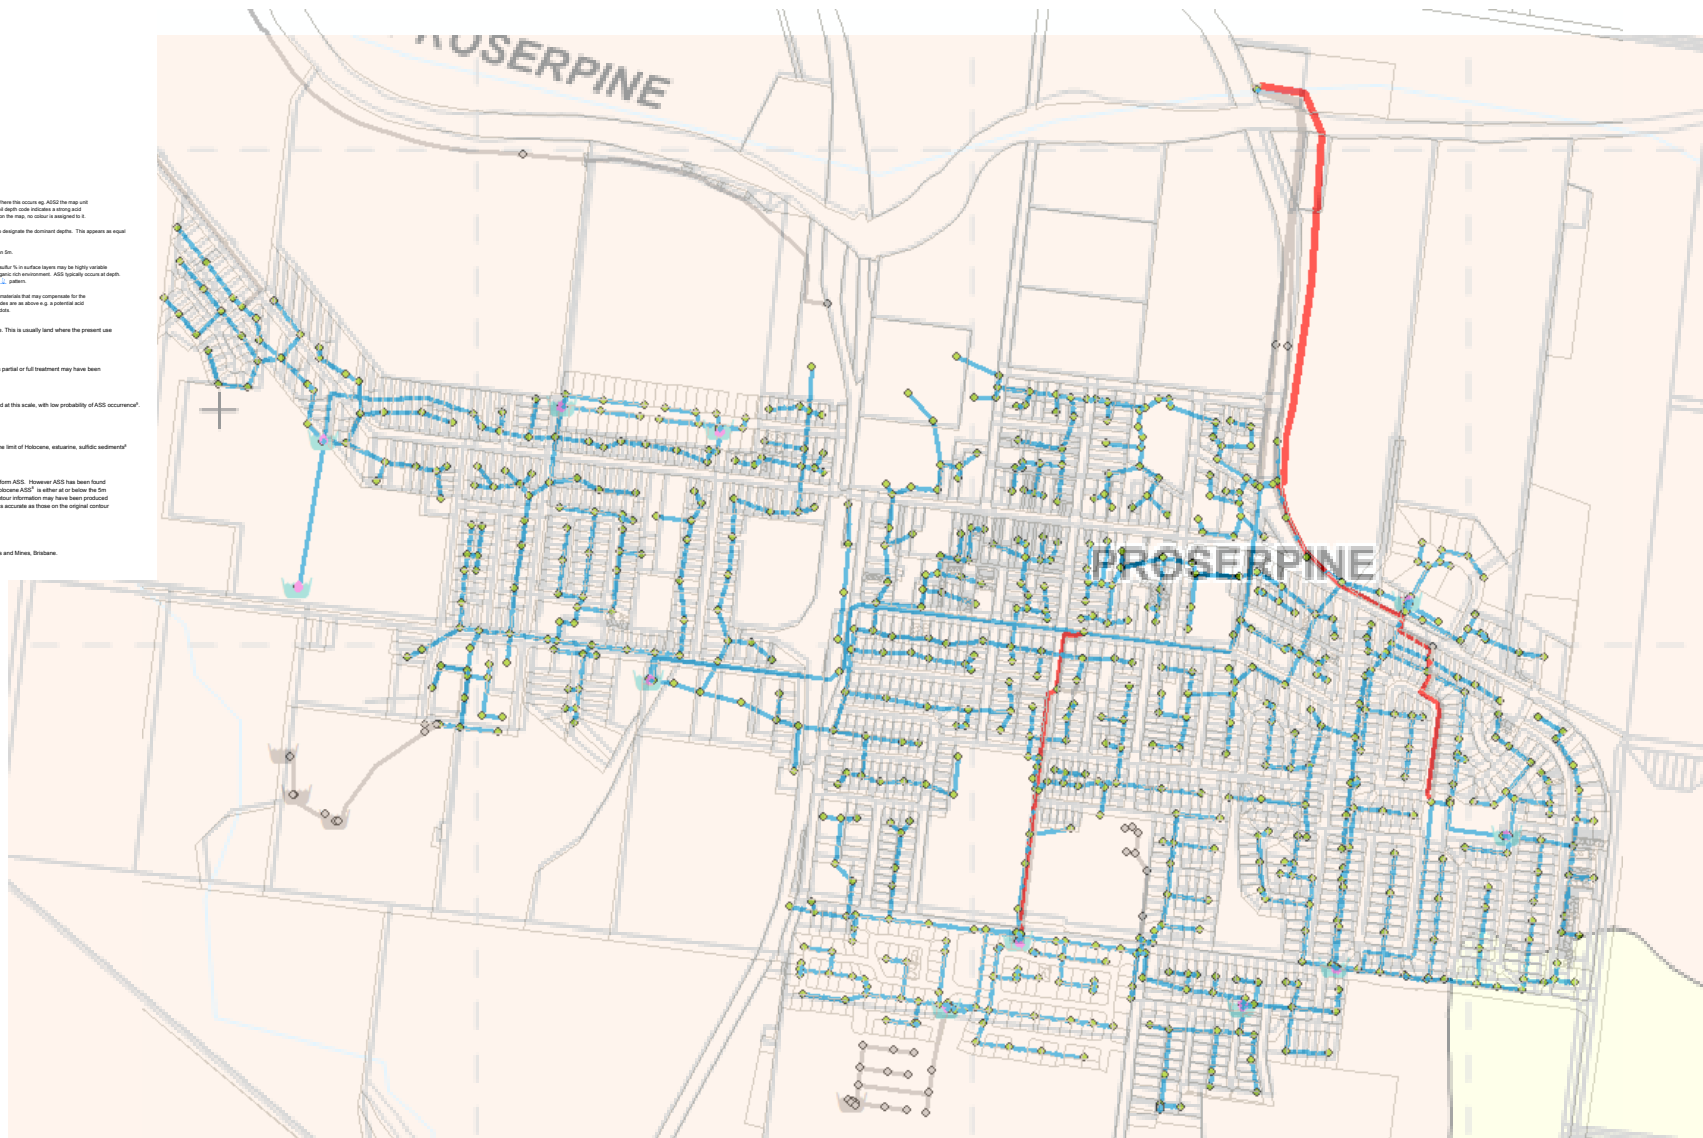 PROSERPINE
here this occurs eg. A0S2 the map unit
il depth code indicates a strong acid
on the map, no colour is assigned to it.
designate the dominant depths. This appears as equal
n 5m.
sulfur % in surface layers may be highly variable
ganic rich environment. ASS typically occurs at depth.
pattern.
materials that may compensate for the
des are as above e.g. a potential acid
. This is usually land where the present use
partial or full treatment may have been
d at this scale, with low probability of ASS occurrence
e limit of Holocene, estuarine, sulfidic sediments
form ASS. However ASS has been found
olocene ASS is either at or below the 5m
tour information may have been produced
s accurate as those on the original contour
s and Mines, Brisbane.
PROSERPINE